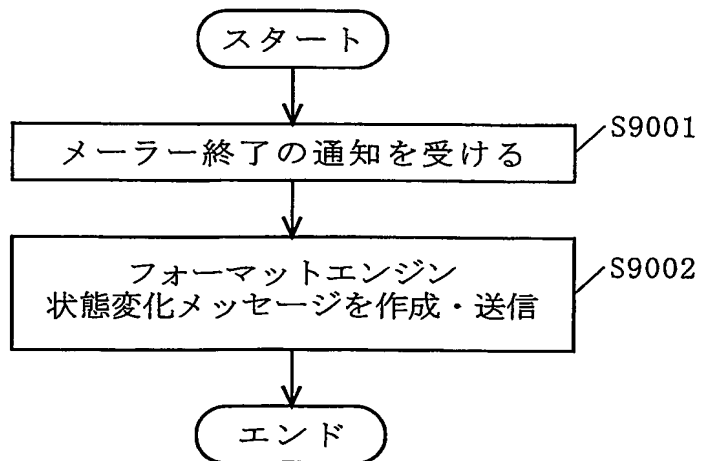 スタート
メーラー終了の通知を受ける
S9001
フォーマットエンジン
状態変化メッセージを作成・送信
S9002
エンド